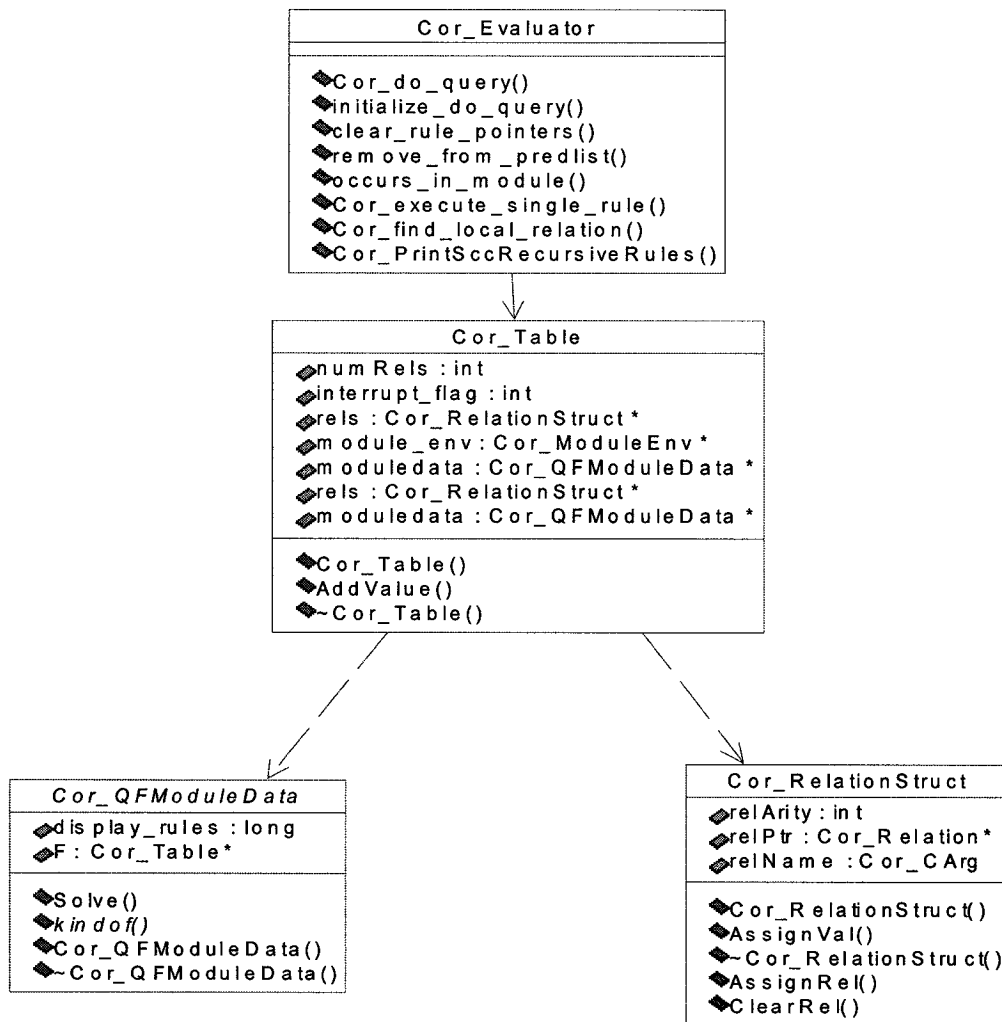 Cor_Evaluator
Cor_do_query()
initialize_do_query()
clear_rule_pointers()
remove_from_predlist()
occurs_in_module()
Cor_execute_single_rule()
Cor_find_local_relation()
Cor_PrintSccRecursiveRules()
Cor_Table
numRels : int
interrupt_flag : int
rels : Cor_RelationStruct*
module_env : Cor_ModuleEnv*
moduledata : Cor_QFModuleData *
rels : Cor_RelationStruct*
moduledata : Cor_QFModuleData *
Cor_Table()
AddValue()
~Cor_Table()
Cor_QFModuleData
display_rules : long
F : Cor_Table*
Solve()
kindof()
Cor_QFModuleData()
~Cor_QFModuleData()
Cor_RelationStruct
relArity : int
relPtr : Cor_Relation*
relName : Cor_CArg
Cor_RelationStruct()
AssignVal()
~Cor_RelationStruct()
AssignRel()
ClearRel()